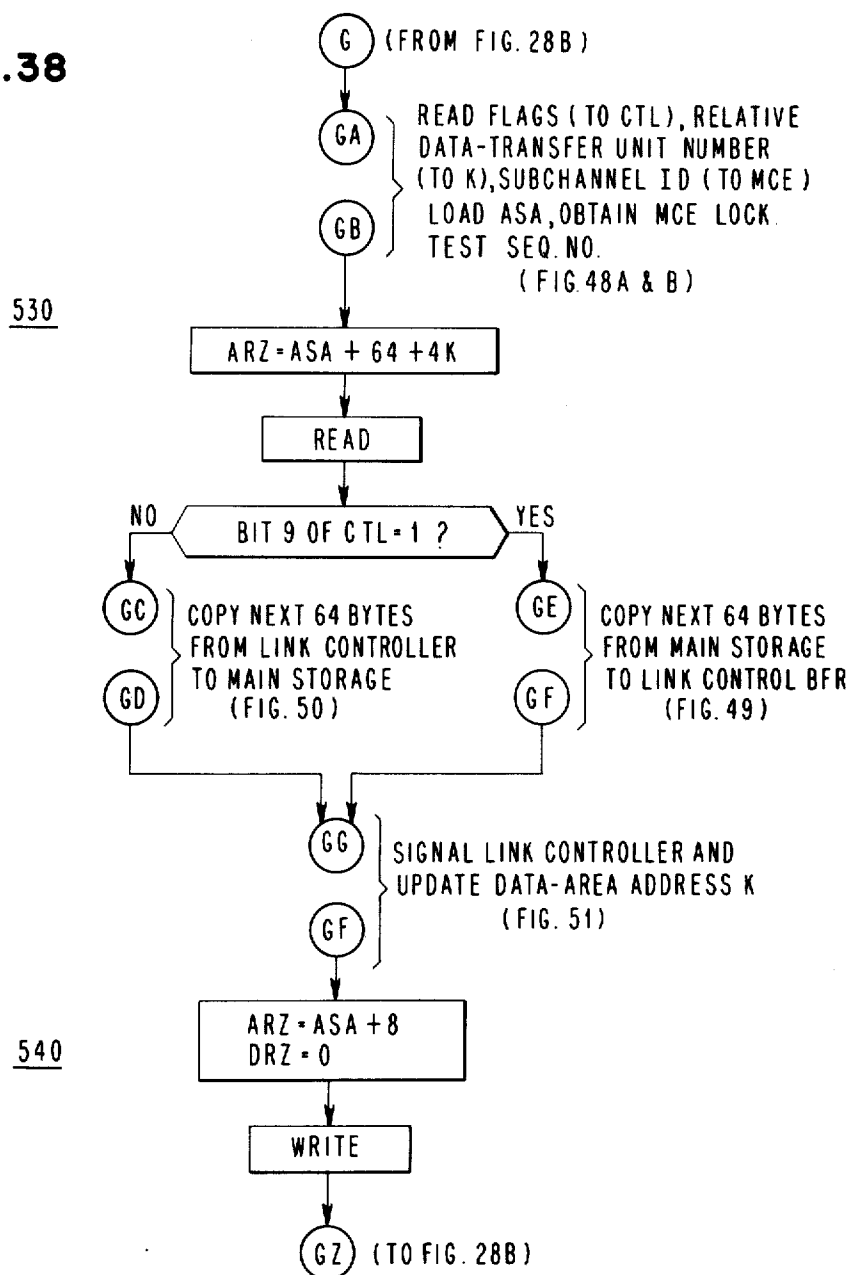 .38
G (FROM FIG. 28B)
GA
READ FLAGS (TO CTL), RELATIVE
DATA-TRANSFER UNIT NUMBER
(TO K), SUBCHANNEL ID (TO MCE)
GB
LOAD ASA, OBTAIN MCE LOCK
TEST SEQ. NO.
(FIG. 48A & B)
530
ARZ = ASA + 64 + 4K
READ
NO
BIT 9 OF CTL = 1 ?
YES
GC
COPY NEXT 64 BYTES
FROM LINK CONTROLLER
TO MAIN STORAGE
(FIG. 50)
GD
GE
COPY NEXT 64 BYTES
FROM MAIN STORAGE
TO LINK CONTROL BFR
(FIG. 49)
GF
GG
SIGNAL LINK CONTROLLER AND
UPDATE DATA-AREA ADDRESS K
(FIG. 51)
GF
540
ARZ = ASA + 8
DRZ = 0
WRITE
GZ (TO FIG. 28B)